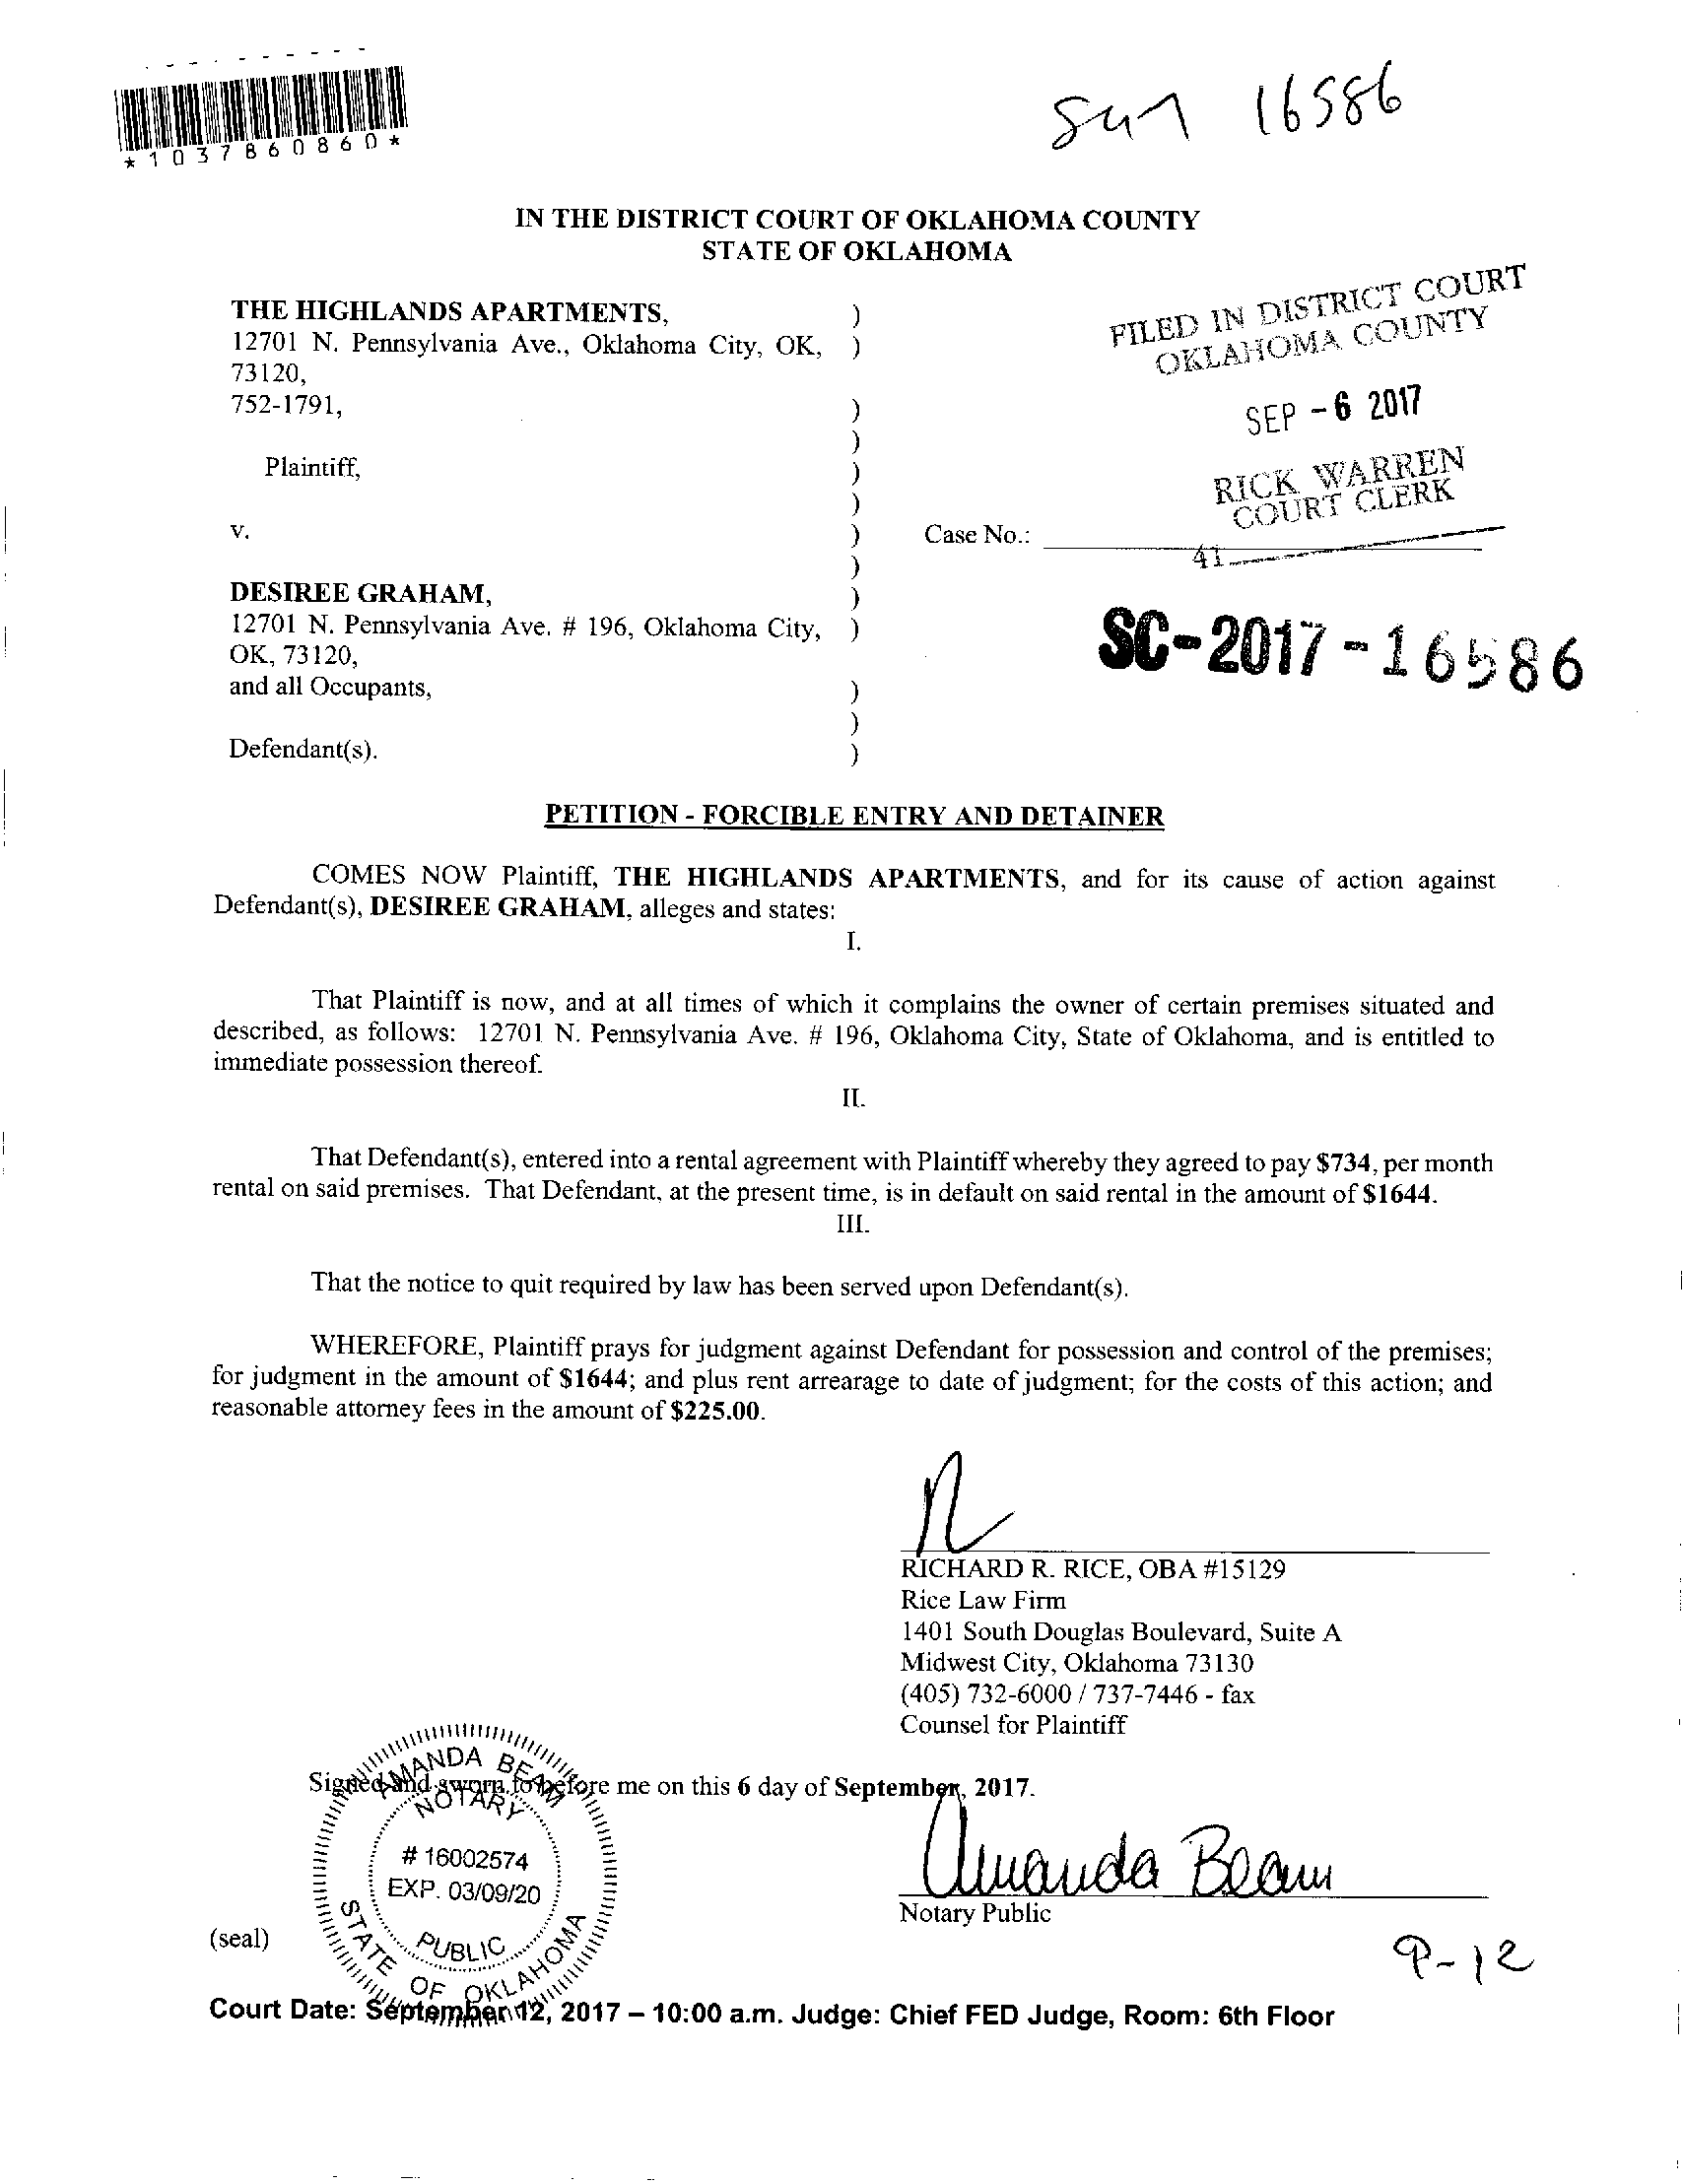 *1037860860*
16586
IN THE DISTRICT COURT OF OKLAHOMA COUNTY
STATE OF OKLAHOMA
THE HIGHLANDS APARTMENTS, )
12701 N. Pennsylvania Ave., Oklahoma City, OK, )
73120,
752-1791, )
)
Plaintiff, )
)
v. )
)
DESIREE GRAHAM, )
12701 N. Pennsylvania Ave. # 196, Oklahoma City, )
OK, 73120,
and all Occupants, )
)
Defendant(s). )
FILED IN DISTRICT COURT
OKLAHOMA COUNTY
SEP -6 2017
RICK WARREN
COURT CLERK
Case No.:
41
SC-2017-16586
PETITION - FORCIBLE ENTRY AND DETAINER
COMES NOW Plaintiff, THE HIGHLANDS APARTMENTS, and for its cause of action against
Defendant(s), DESIREE GRAHAM, alleges and states:
I.
That Plaintiff is now, and at all times of which it complains the owner of certain premises situated and
described, as follows: 12701 N. Pennsylvania Ave. # 196, Oklahoma City, State of Oklahoma, and is entitled to
immediate possession thereof.
II.
That Defendant(s), entered into a rental agreement with Plaintiff whereby they agreed to pay $734, per month
rental on said premises. That Defendant, at the present time, is in default on said rental in the amount of $1644.
III.
That the notice to quit required by law has been served upon Defendant(s).
WHEREFORE, Plaintiff prays for judgment against Defendant for possession and control of the premises;
for judgment in the amount of $1644; and plus rent arrearage to date of judgment; for the costs of this action; and
reasonable attorney fees in the amount of $225.00.
RICHARD R. RICE, OBA #15129
Rice Law Firm
1401 South Douglas Boulevard, Suite A
Midwest City, Oklahoma 73130
(405) 732-6000 / 737-7446 - fax
Counsel for Plaintiff
Signed and sworn to before me on this 6 day of September, 2017.
AMANDA BEAM
NOTARY
# 16002574
EXP. 03/09/20
PUBLIC
STATE OF OKLAHOMA
Amanda Beam
Notary Public
(seal)
9-12
Court Date: September 12, 2017 – 10:00 a.m. Judge: Chief FED Judge, Room: 6th Floor